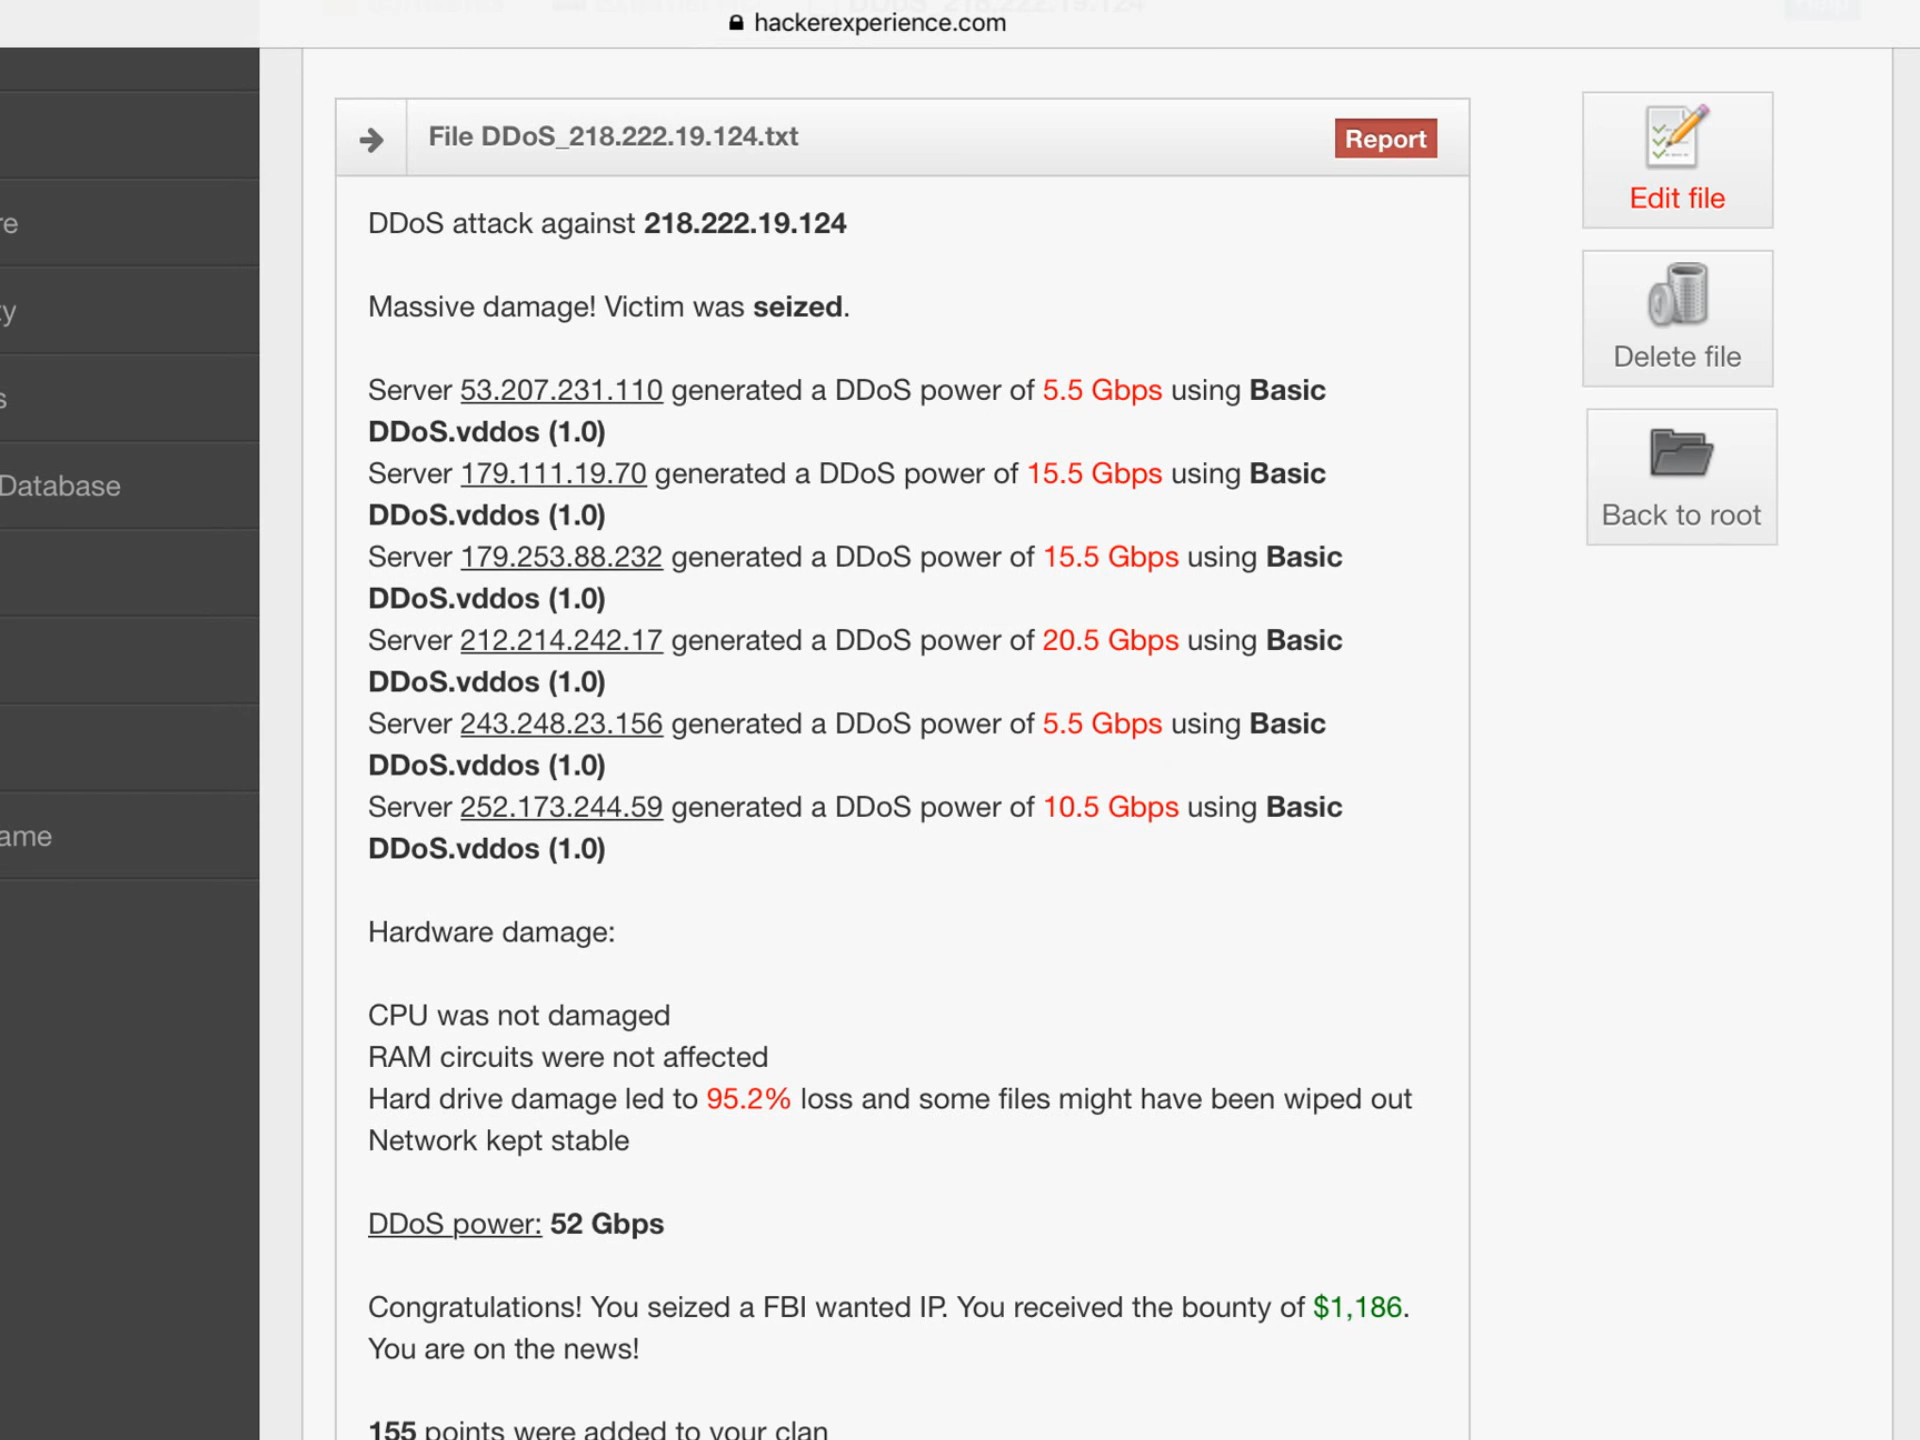 hackerexperience.com
File DDoS_218.222.19.124.txt
Report
Edit file
Delete file
Back to root
re
ty
s
Database
ame
DDoS attack against 218.222.19.124
Massive damage! Victim was seized.
Server 53.207.231.110 generated a DDoS power of 5.5 Gbps using Basic
DDoS.vddos (1.0)
Server 179.111.19.70 generated a DDoS power of 15.5 Gbps using Basic
DDoS.vddos (1.0)
Server 179.253.88.232 generated a DDoS power of 15.5 Gbps using Basic
DDoS.vddos (1.0)
Server 212.214.242.17 generated a DDoS power of 20.5 Gbps using Basic
DDoS.vddos (1.0)
Server 243.248.23.156 generated a DDoS power of 5.5 Gbps using Basic
DDoS.vddos (1.0)
Server 252.173.244.59 generated a DDoS power of 10.5 Gbps using Basic
DDoS.vddos (1.0)
Hardware damage:
CPU was not damaged
RAM circuits were not affected
Hard drive damage led to 95.2% loss and some files might have been wiped out
Network kept stable
DDoS power: 52 Gbps
Congratulations! You seized a FBI wanted IP. You received the bounty of $1,186.
You are on the news!
155 points were added to your clan